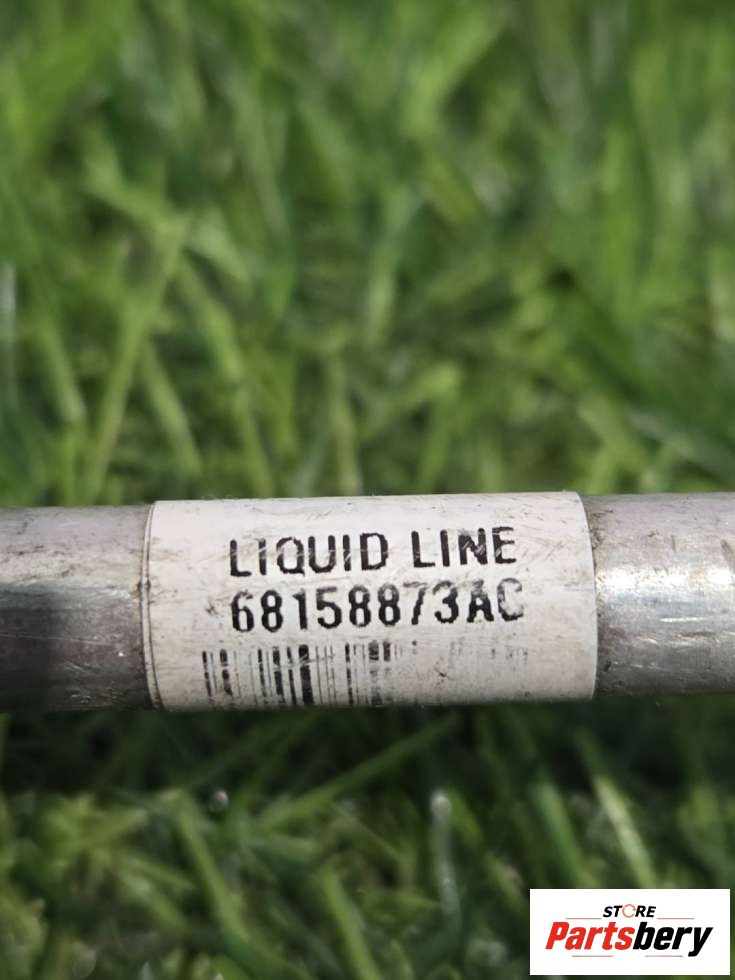 LIQUID LINE
68158873AC
STORE
Partsbery